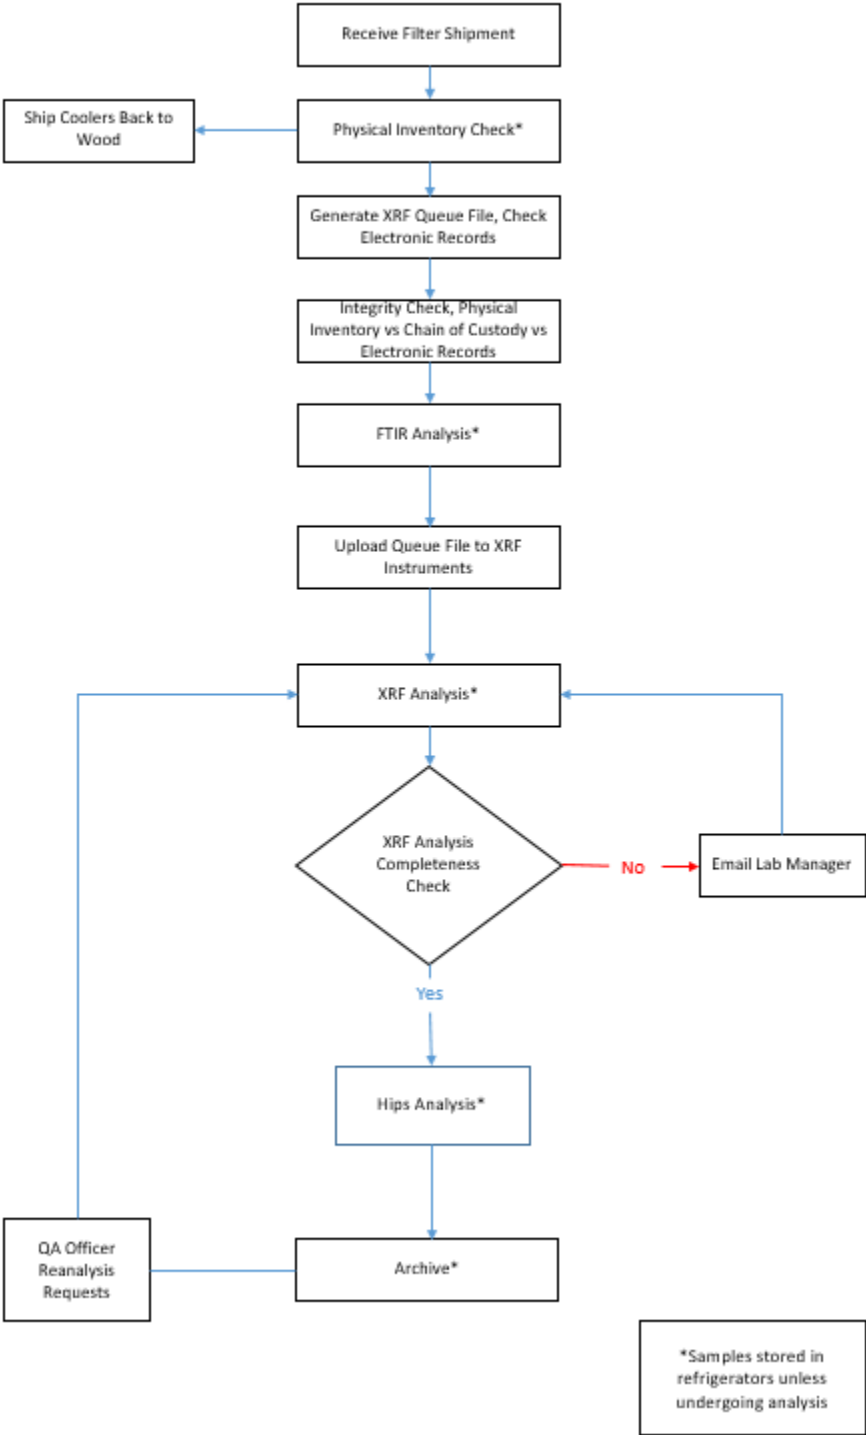 Receive Filter Shipment
Ship Coolers Back to
Wood
Physical Inventory Check*
Generate XRF Queue File, Check
Electronic Records
Integrity Check, Physical
Inventory vs Chain of Custody vs
Electronic Records
FTIR Analysis*
Upload Queue File to XRF
Instruments
XRF Analysis*
XRF Analysis
Completeness
Check
No
Email Lab Manager
Yes
Hips Analysis*
QA Officer
Reanalysis
Requests
Archive*
*Samples stored in
refrigerators unless
undergoing analysis